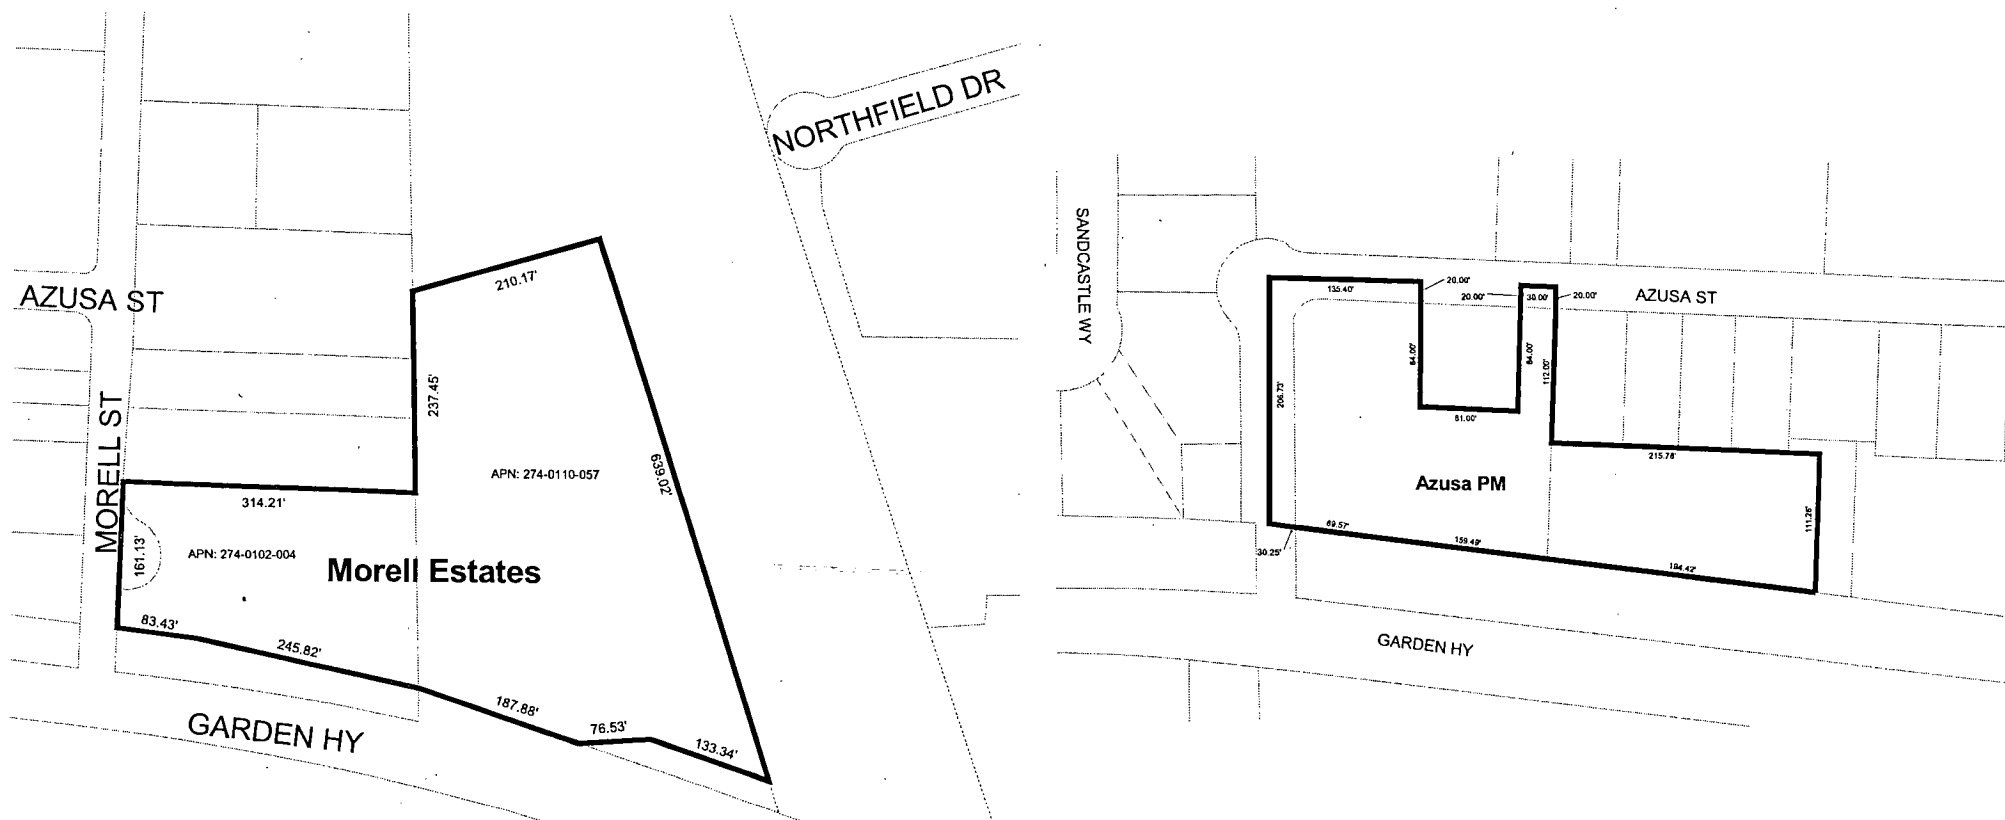 NORTHFIELD DR
210.17'
AZUSA ST
237.45'
MORELL ST
APN: 274-0110-057
639.02'
314.21'
161.13'
APN: 274-0102-004
Morell Estates
83.43'
245.82'
187.88'
76.53'
133.34'
GARDEN HY
SANDCASTLE WY
135.40'
20.00'
20.00'
30.00'
20.00'
AZUSA ST
84.00'
84.00'
112.00'
206.73'
81.00'
215.78'
Azusa PM
111.26'
69.57'
159.49'
30.25'
194.42'
GARDEN HY